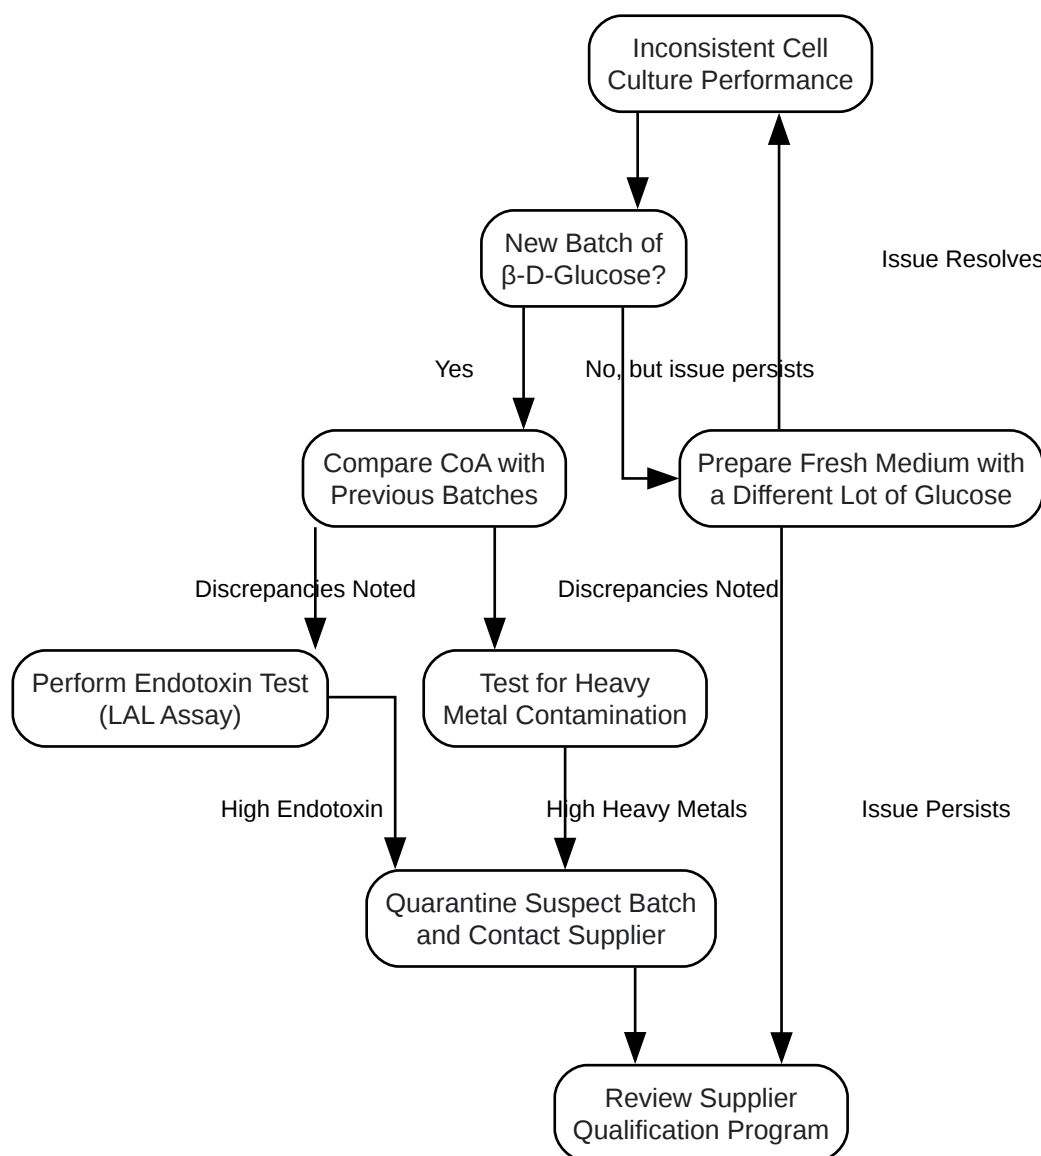 Inconsistent Cell
Culture Performance
New Batch of
β-D-Glucose?
Issue Resolves
Yes
No, but issue persists
Compare CoA with
Previous Batches
Prepare Fresh Medium with
a Different Lot of Glucose
Discrepancies Noted
Discrepancies Noted
Perform Endotoxin Test
(LAL Assay)
Test for Heavy
Metal Contamination
High Endotoxin
High Heavy Metals
Issue Persists
Quarantine Suspect Batch
and Contact Supplier
Review Supplier
Qualification Program